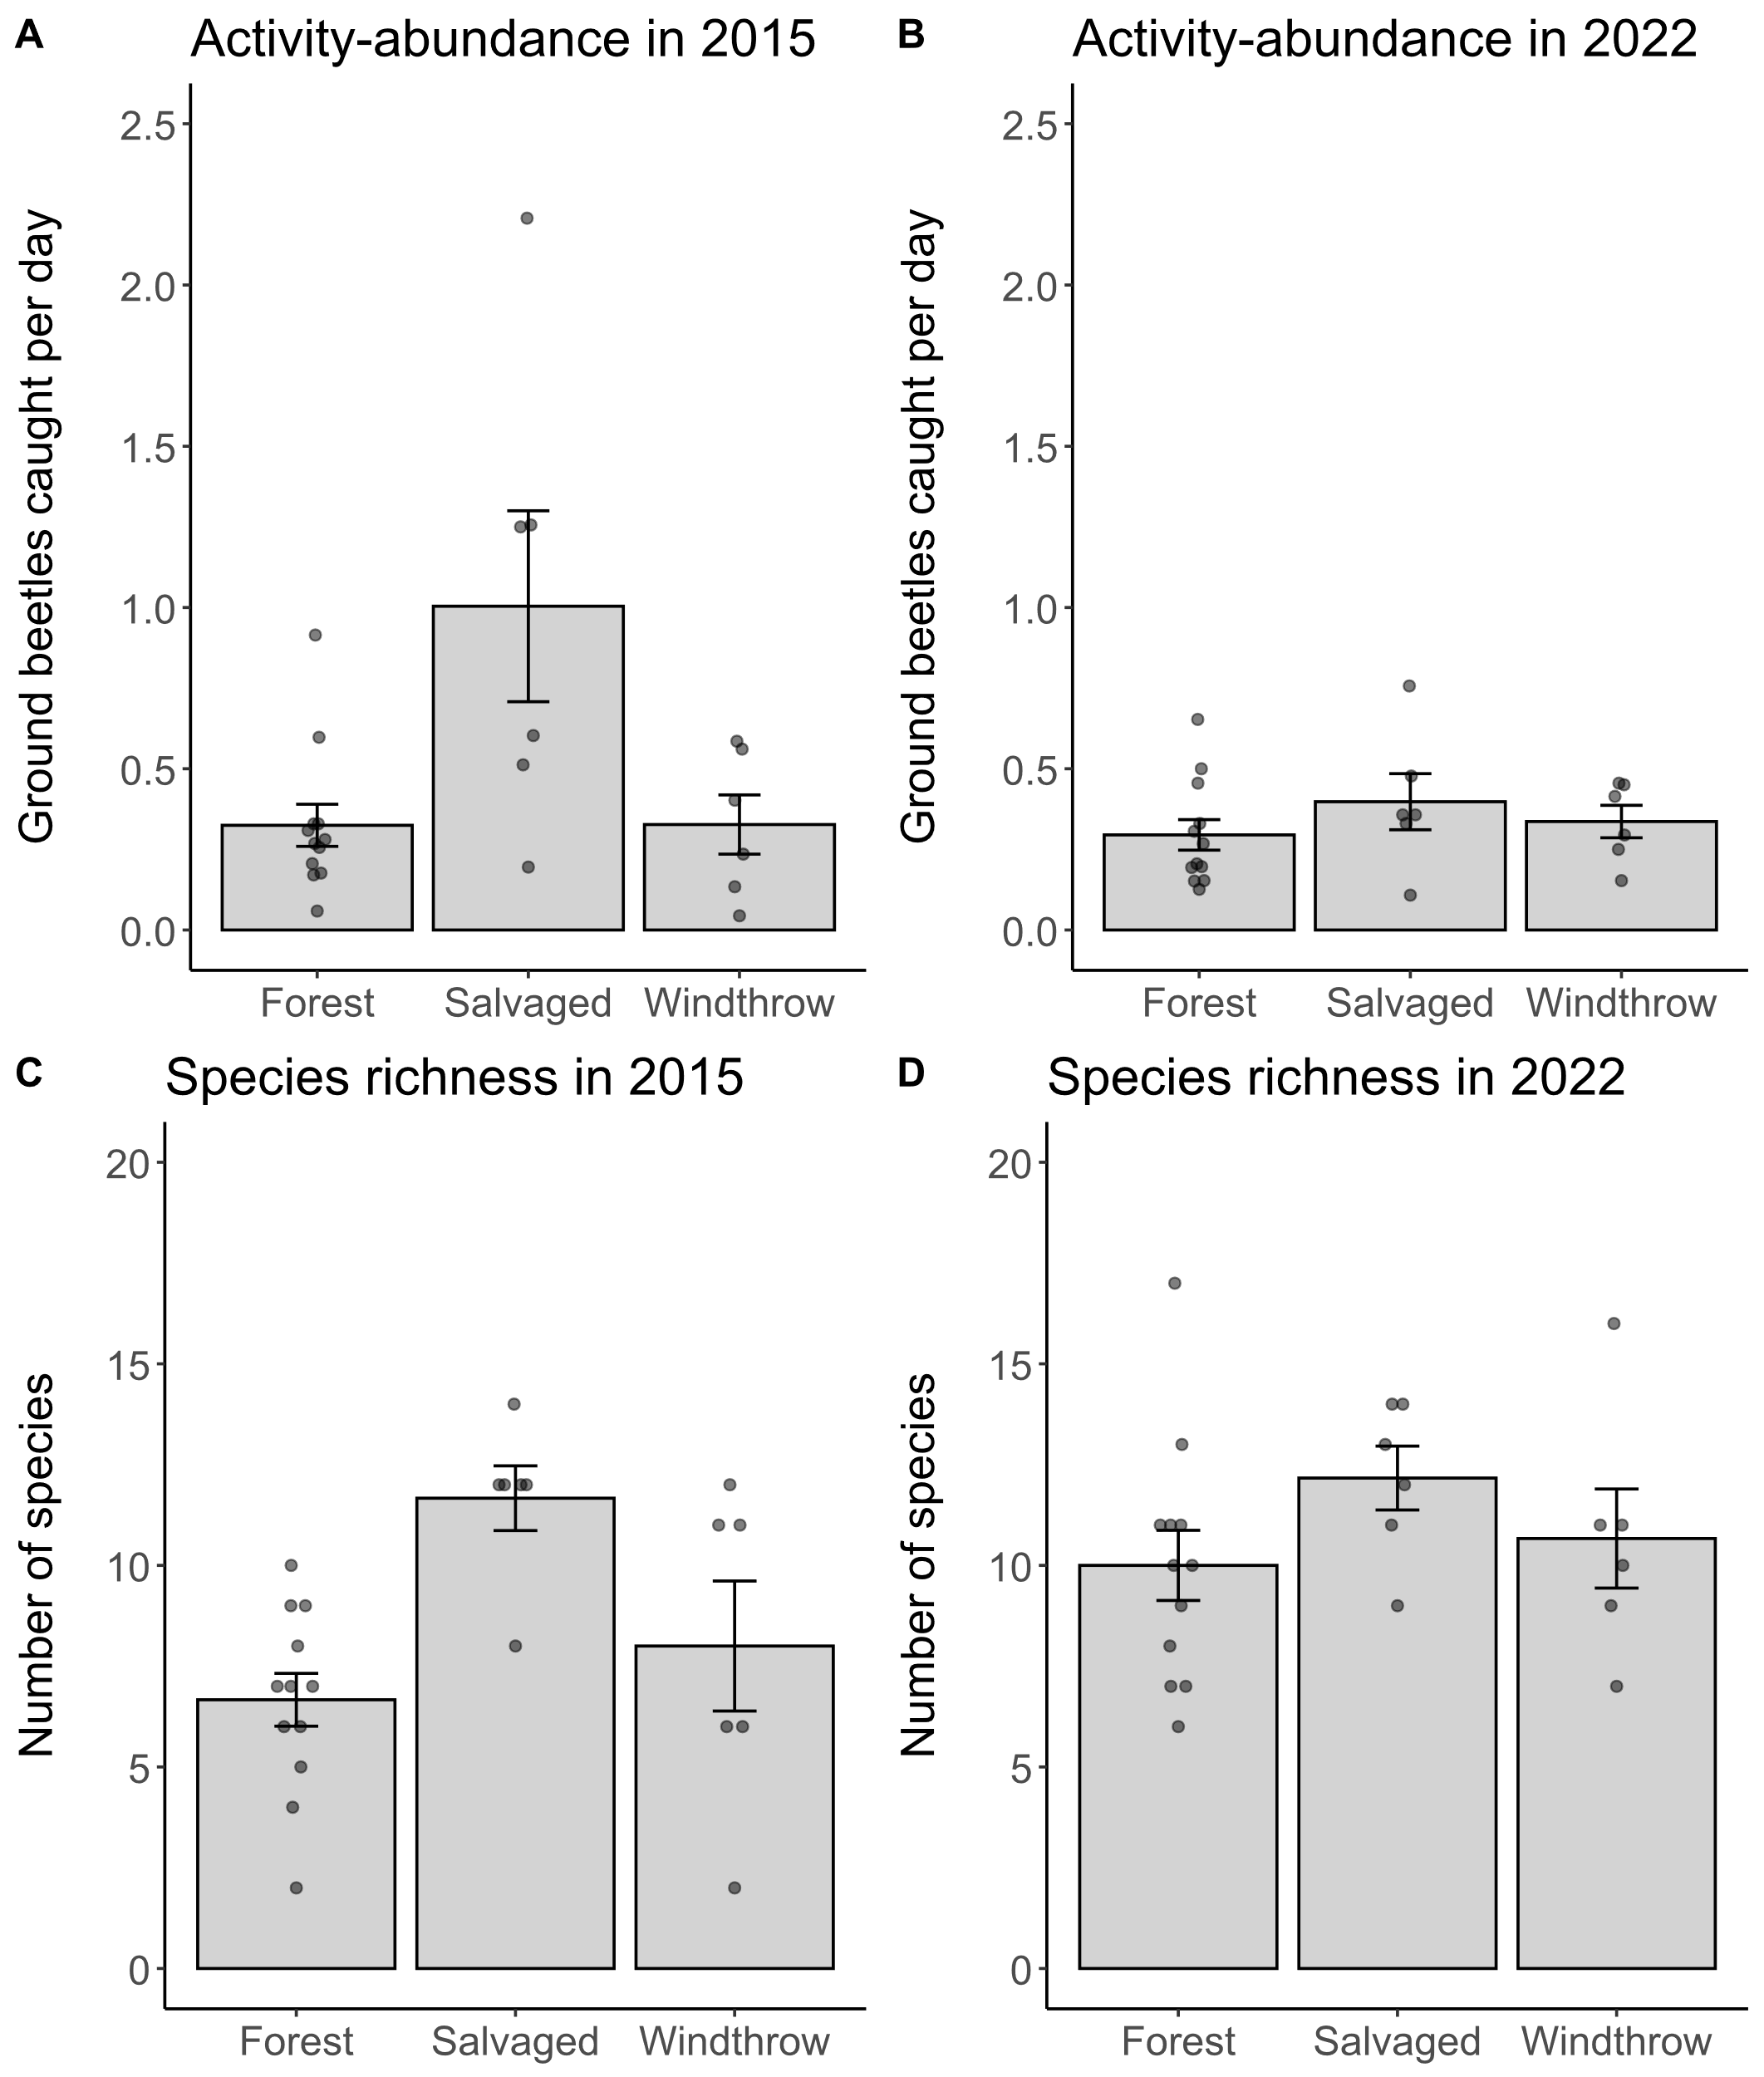 A Activity-abundance in 2015
Ground beetles caught per day
2.5
2.0
1.5
1.0
0.5
0.0
Forest Salvaged Windthrow
B Activity-abundance in 2022
Ground beetles caught per day
2.5
2.0
1.5
1.0
0.5
0.0
Forest Salvaged Windthrow
C Species richness in 2015
Number of species
20
15
10
5
0
Forest Salvaged Windthrow
D Species richness in 2022
Number of species
20
15
10
5
0
Forest Salvaged Windthrow